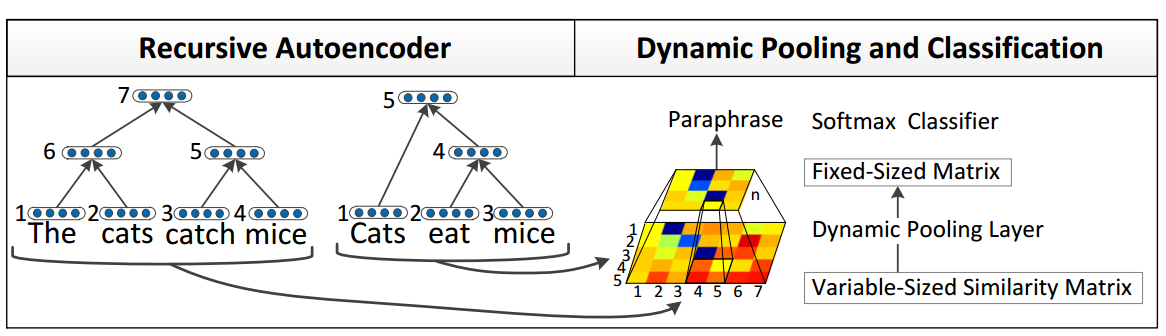 Recursive Autoencoder
Dynamic Pooling and Classification
7
6 5
1 2 3 4
The cats catch mice
5
4
1 2 3
Cats eat mice
Paraphrase
n
1
2
3
4
5
1 2 3 4 5 6 7
Softmax Classifier
Fixed-Sized Matrix
Dynamic Pooling Layer
Variable-Sized Similarity Matrix